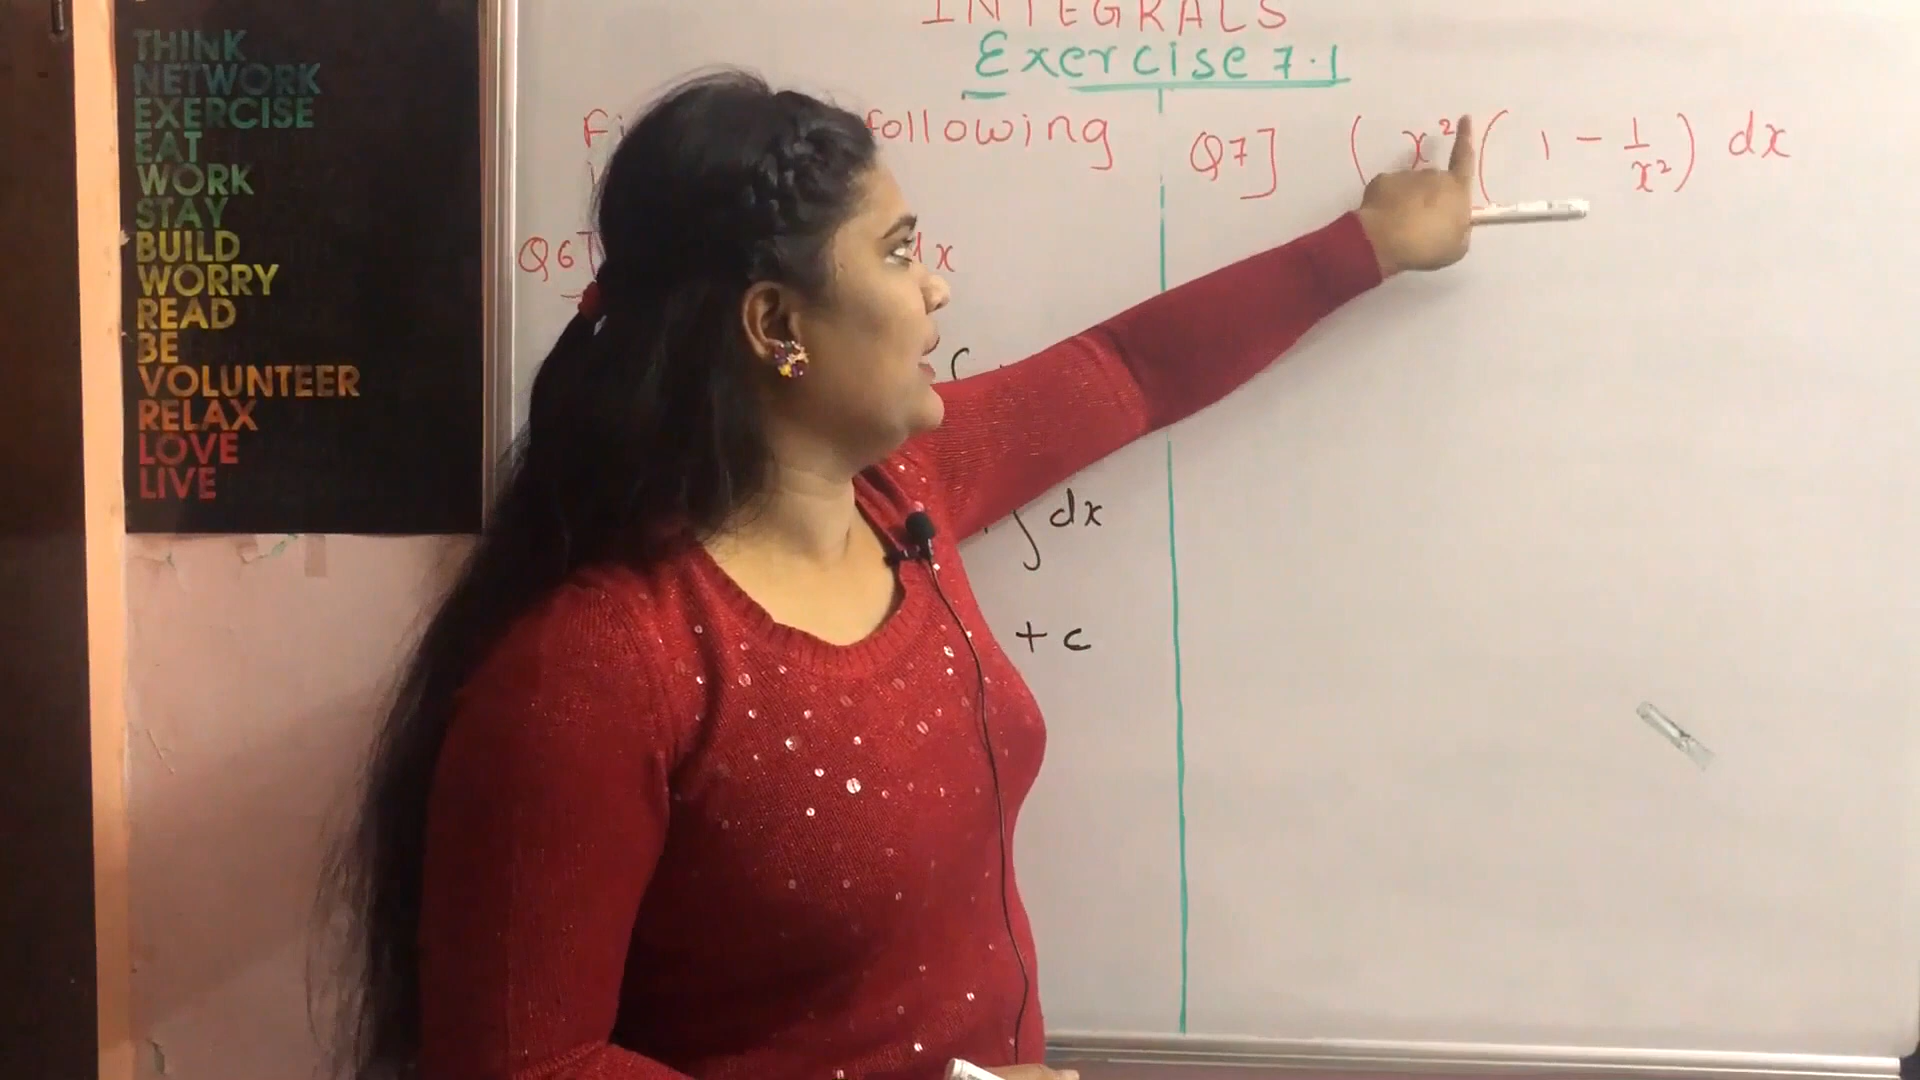 THINK
NETWORK
EXERCISE
EAT
WORK
STAY
BUILD
WORRY
READ
BE
VOLUNTEER
RELAX
LOVE
LIVE
INTEGRALS
Exercise 7.1
following
Q6] dx
dx
+ c
Q7] ∫ x² ( 1 - 1/x² ) dx